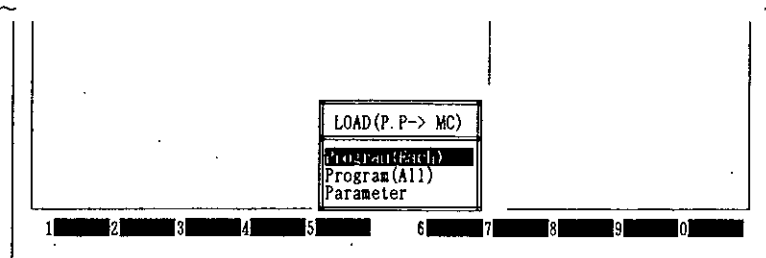 LOAD(P.P-> MC)
Program(Each)
Program(All)
Parameter
1 2 3 4 5 6 7 8 9 0